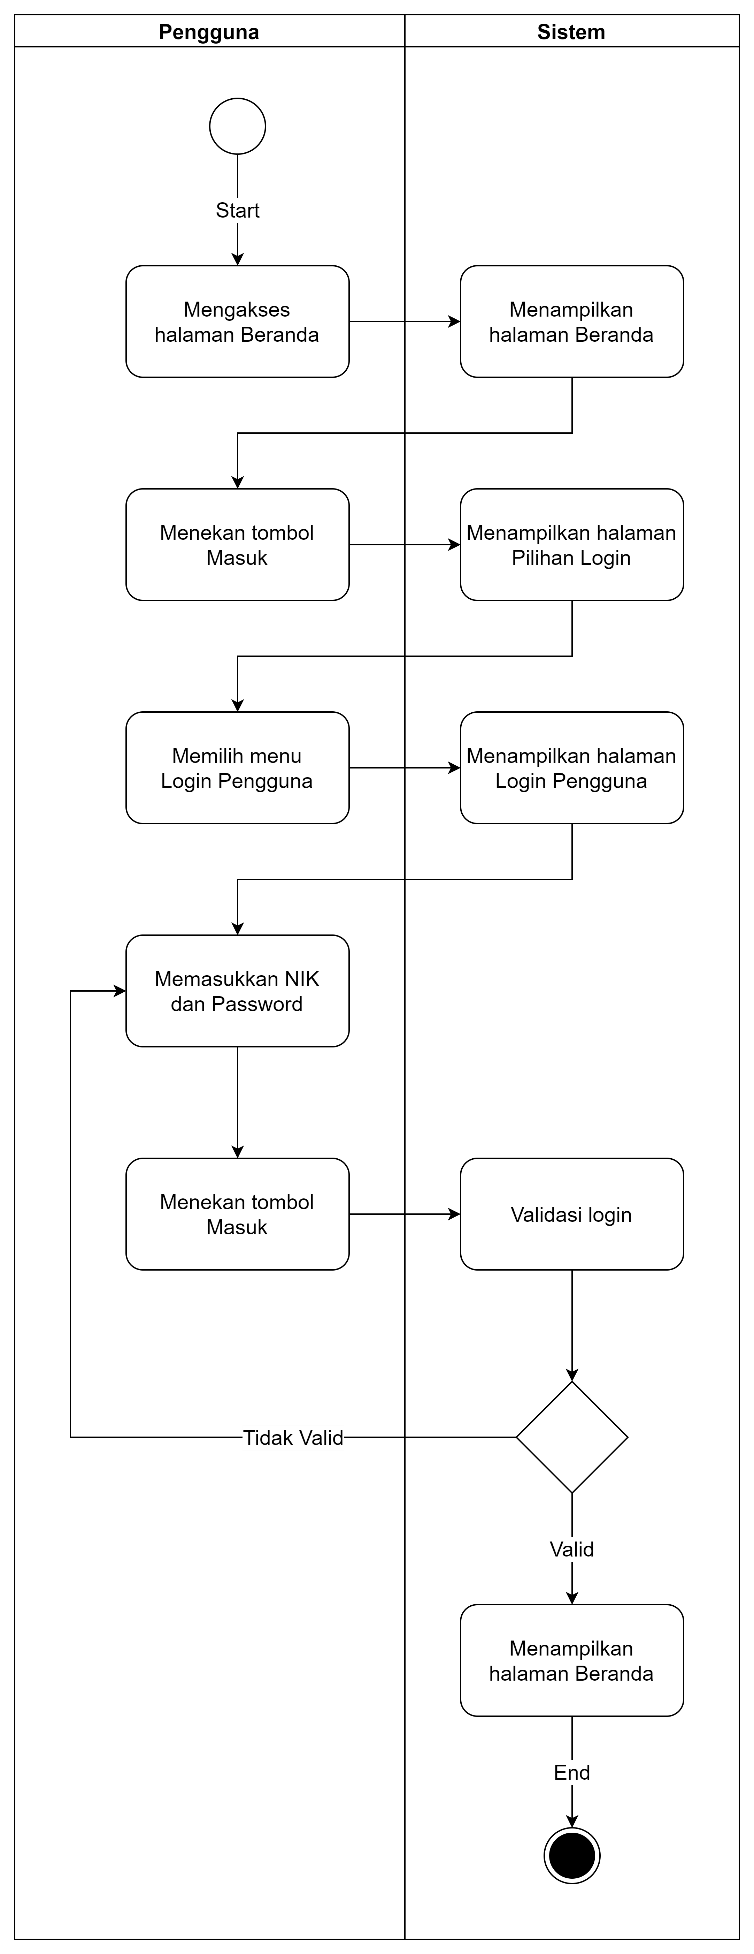 Pengguna
Sistem
Start
Mengakses
halaman Beranda
Menampilkan
halaman Beranda
Menekan tombol
Masuk
Menampilkan halaman
Pilihan Login
Memilih menu
Login Pengguna
Menampilkan halaman
Login Pengguna
Memasukkan NIK
dan Password
Menekan tombol
Masuk
Validasi login
Tidak Valid
Valid
Menampilkan
halaman Beranda
End